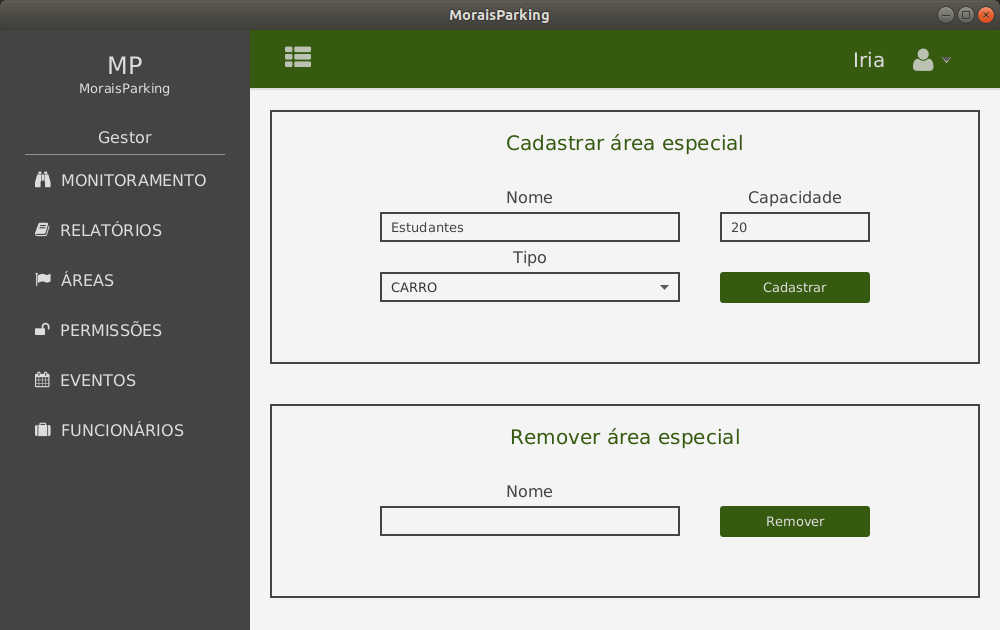 MoraisParking
MP
MoraisParking
Gestor
MONITORAMENTO
RELATÓRIOS
ÁREAS
PERMISSÕES
EVENTOS
FUNCIONÁRIOS
Iria
Cadastrar área especial
Nome
Capacidade
Estudantes
20
Tipo
CARRO
Cadastrar
Remover área especial
Nome
Remover